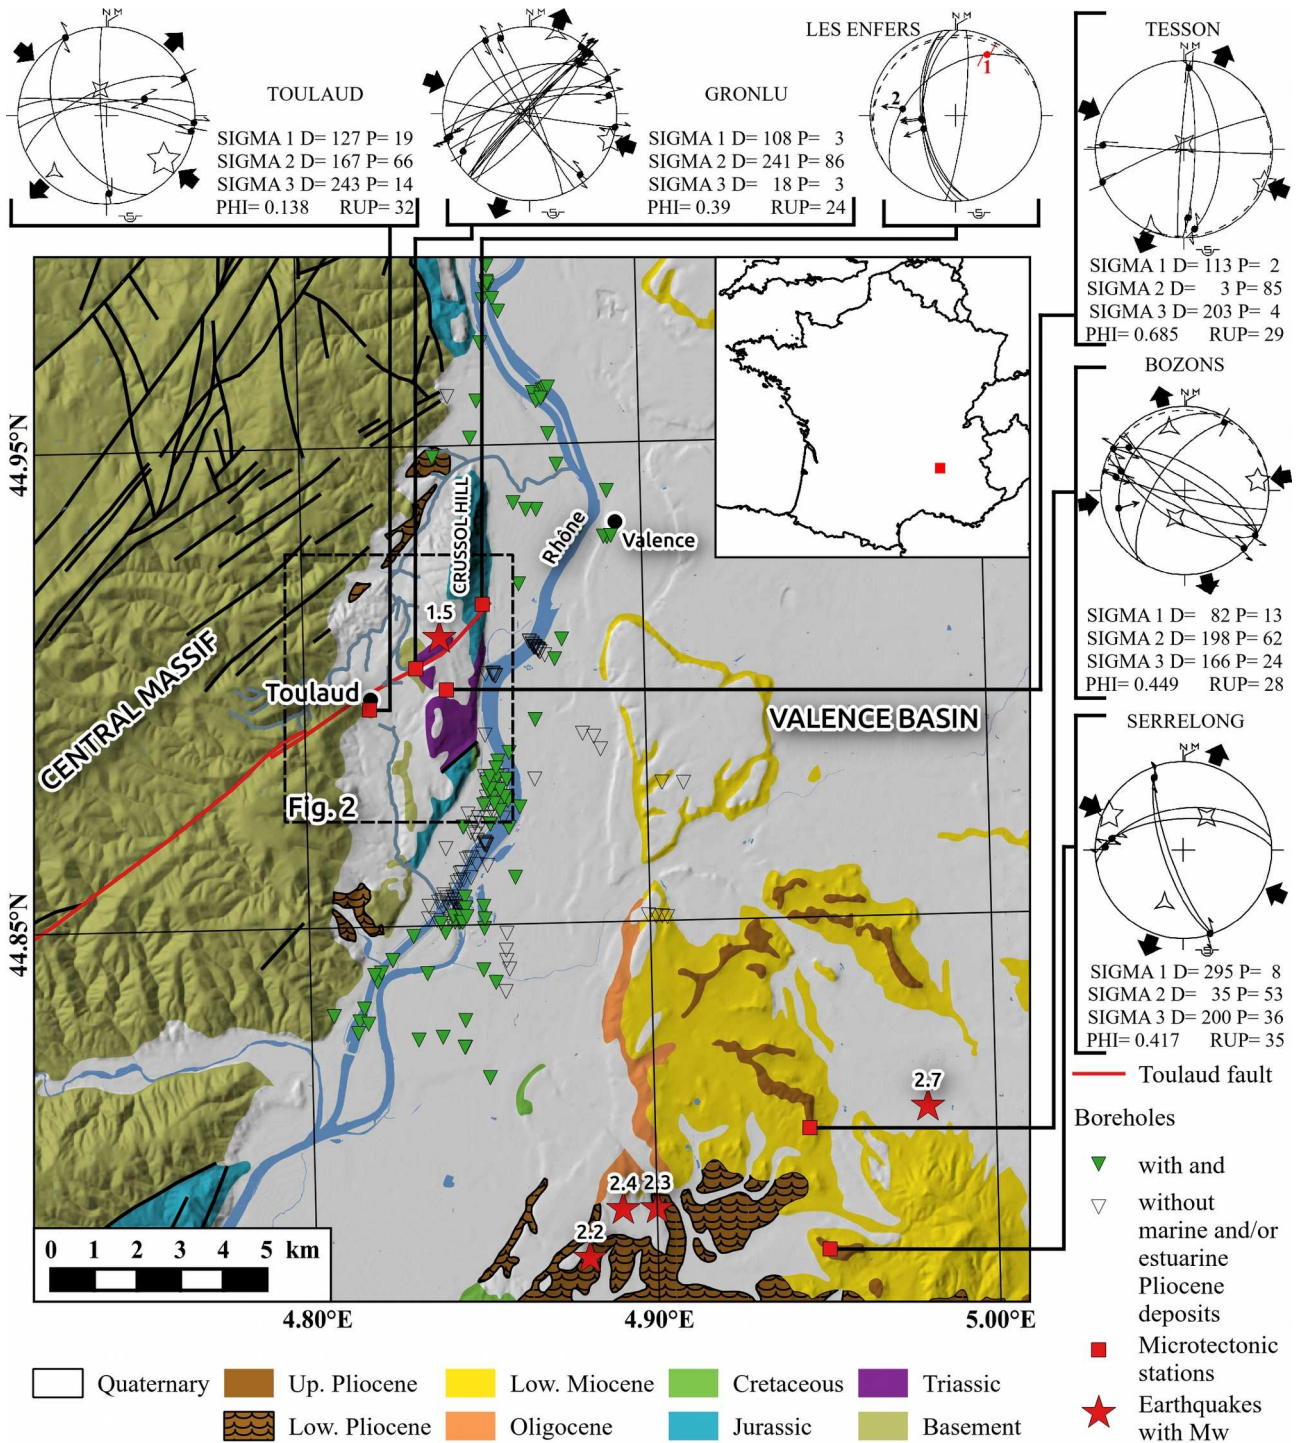 N M
TOULAUD
SIGMA 1 D= 127 P= 19
SIGMA 2 D= 167 P= 66
SIGMA 3 D= 243 P= 14
PHI= 0.138 RUP= 32
S
N M
GRONLU
SIGMA 1 D= 108 P= 3
SIGMA 2 D= 241 P= 86
SIGMA 3 D= 18 P= 3
PHI= 0.39 RUP= 24
S
LES ENFERS
N M
1
2
S
TESSON
N M
S
SIGMA 1 D= 113 P= 2
SIGMA 2 D= 3 P= 85
SIGMA 3 D= 203 P= 4
PHI= 0.685 RUP= 29
BOZONS
N M
SIGMA 1 D= 82 P= 13
SIGMA 2 D= 198 P= 62
SIGMA 3 D= 166 P= 24
PHI= 0.449 RUP= 28
SERRELONG
N M
S
SIGMA 1 D= 295 P= 8
SIGMA 2 D= 35 P= 53
SIGMA 3 D= 200 P= 36
PHI= 0.417 RUP= 35
44.95°N
44.85°N
CENTRAL MASSIF
CRUSSOL HILL
Rhône
Valence
1.5
Toulaud
VALENCE BASIN
Fig. 2
2.7
2.4 2.3
2.2
0 1 2 3 4 5 km
4.80°E
4.90°E
5.00°E
Toulaud fault
Boreholes
with and
without
marine and/or
estuarine
Pliocene
deposits
Microtectonic
stations
Earthquakes
with Mw
Quaternary
Up. Pliocene
Low. Miocene
Cretaceous
Triassic
Low. Pliocene
Oligocene
Jurassic
Basement